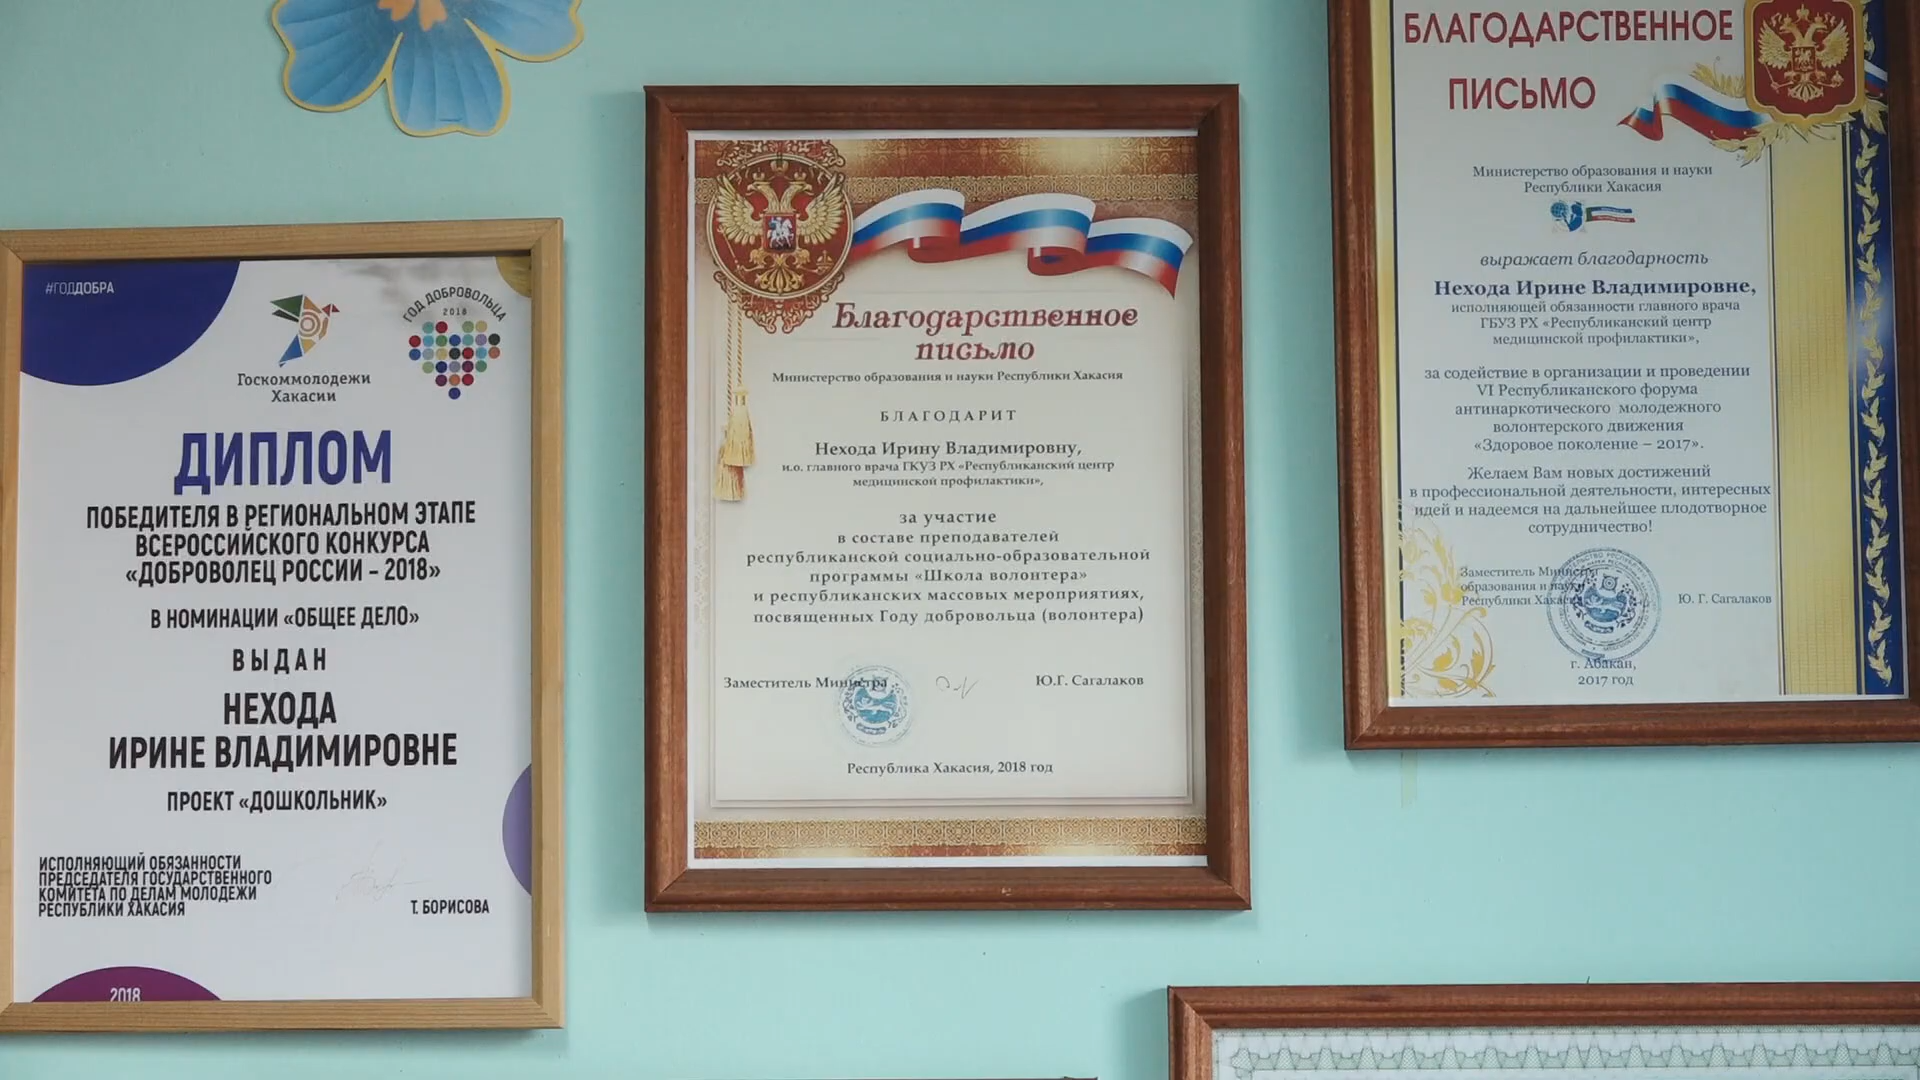 #ГОДДОБРА
ГОД ДОБРОВОЛЬЦА
2018
Госкоммолодежи
Хакасии
ДИПЛОМ
ПОБЕДИТЕЛЯ В РЕГИОНАЛЬНОМ ЭТАПЕ
ВСЕРОССИЙСКОГО КОНКУРСА
«ДОБРОВОЛЕЦ РОССИИ – 2018»
В НОМИНАЦИИ «ОБЩЕЕ ДЕЛО»
ВЫДАН
НЕХОДА
ИРИНЕ ВЛАДИМИРОВНЕ
ПРОЕКТ «ДОШКОЛЬНИК»
ИСПОЛНЯЮЩИЙ ОБЯЗАННОСТИ
ПРЕДСЕДАТЕЛЯ ГОСУДАРСТВЕННОГО
КОМИТЕТА ПО ДЕЛАМ МОЛОДЕЖИ
РЕСПУБЛИКИ ХАКАСИЯ
Т. БОРИСОВА
2018
Благодарственное
письмо
Министерство образования и науки Республики Хакасия
БЛАГОДАРИТ
Нехода Ирину Владимировну,
и.о. главного врача ГКУЗ РХ «Республиканский центр
медицинской профилактики»,
за участие
в составе преподавателей
республиканской социально-образовательной
программы «Школа волонтера»
и республиканских массовых мероприятиях,
посвященных Году добровольца (волонтера)
Заместитель Министра
Ю.Г. Сагалаков
Республика Хакасия, 2018 год
БЛАГОДАРСТВЕННОЕ
ПИСЬМО
Министерство образования и науки
Республики Хакасия
выражает благодарность
Нехода Ирине Владимировне,
исполняющей обязанности главного врача
ГБУЗ РХ «Республиканский центр
медицинской профилактики»,
за содействие в организации и проведении
VI Республиканского форума
антинаркотического молодежного
волонтерского движения
«Здоровое поколение – 2017».
Желаем Вам новых достижений
в профессиональной деятельности, интересных
идей и надеемся на дальнейшее плодотворное
сотрудничество!
Заместитель Министра
образования и науки
Республики Хакасия
Ю. Г. Сагалаков
г. Абакан,
2017 год